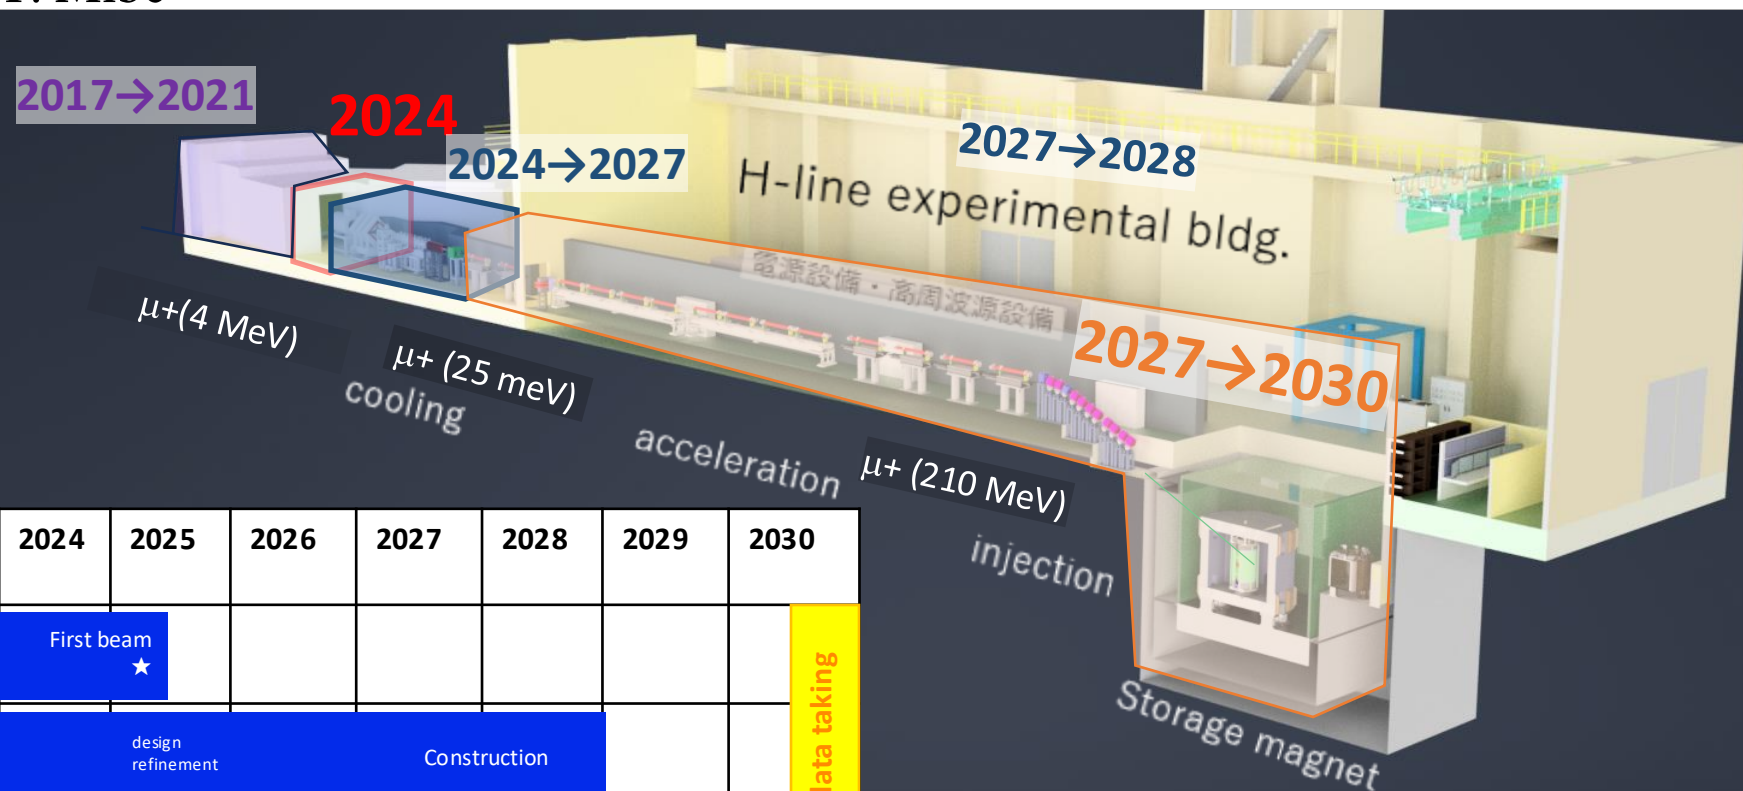 2017→2021
2024
2024→2027
2027→2028
H-line experimental bldg.
電源設備・高周波源設備
2027→2030
μ+(4 MeV)
μ+ (25 meV)
cooling
acceleration
μ+ (210 MeV)
injection
Storage magnet
2024 2025 2026 2027 2028 2029 2030
First beam
★
design
refinement
Construction
data taking